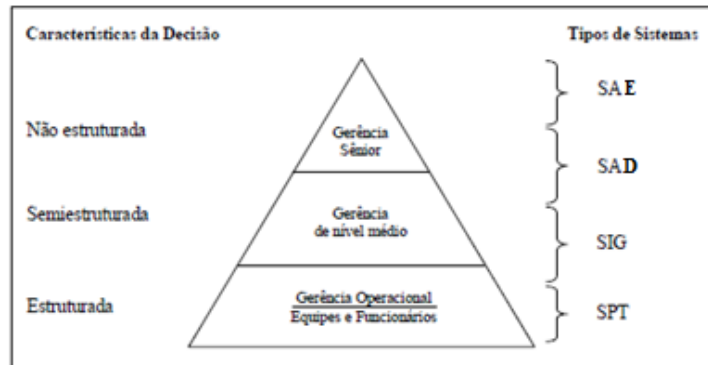 Características da Decisão
Tipos de Sistemas
SAE
Não estruturada
Gerência
Sênior
SAD
Semiestruturada
Gerência
de nível médio
SIG
Estruturada
Gerência Operacional
Equipes e Funcionários
SPT